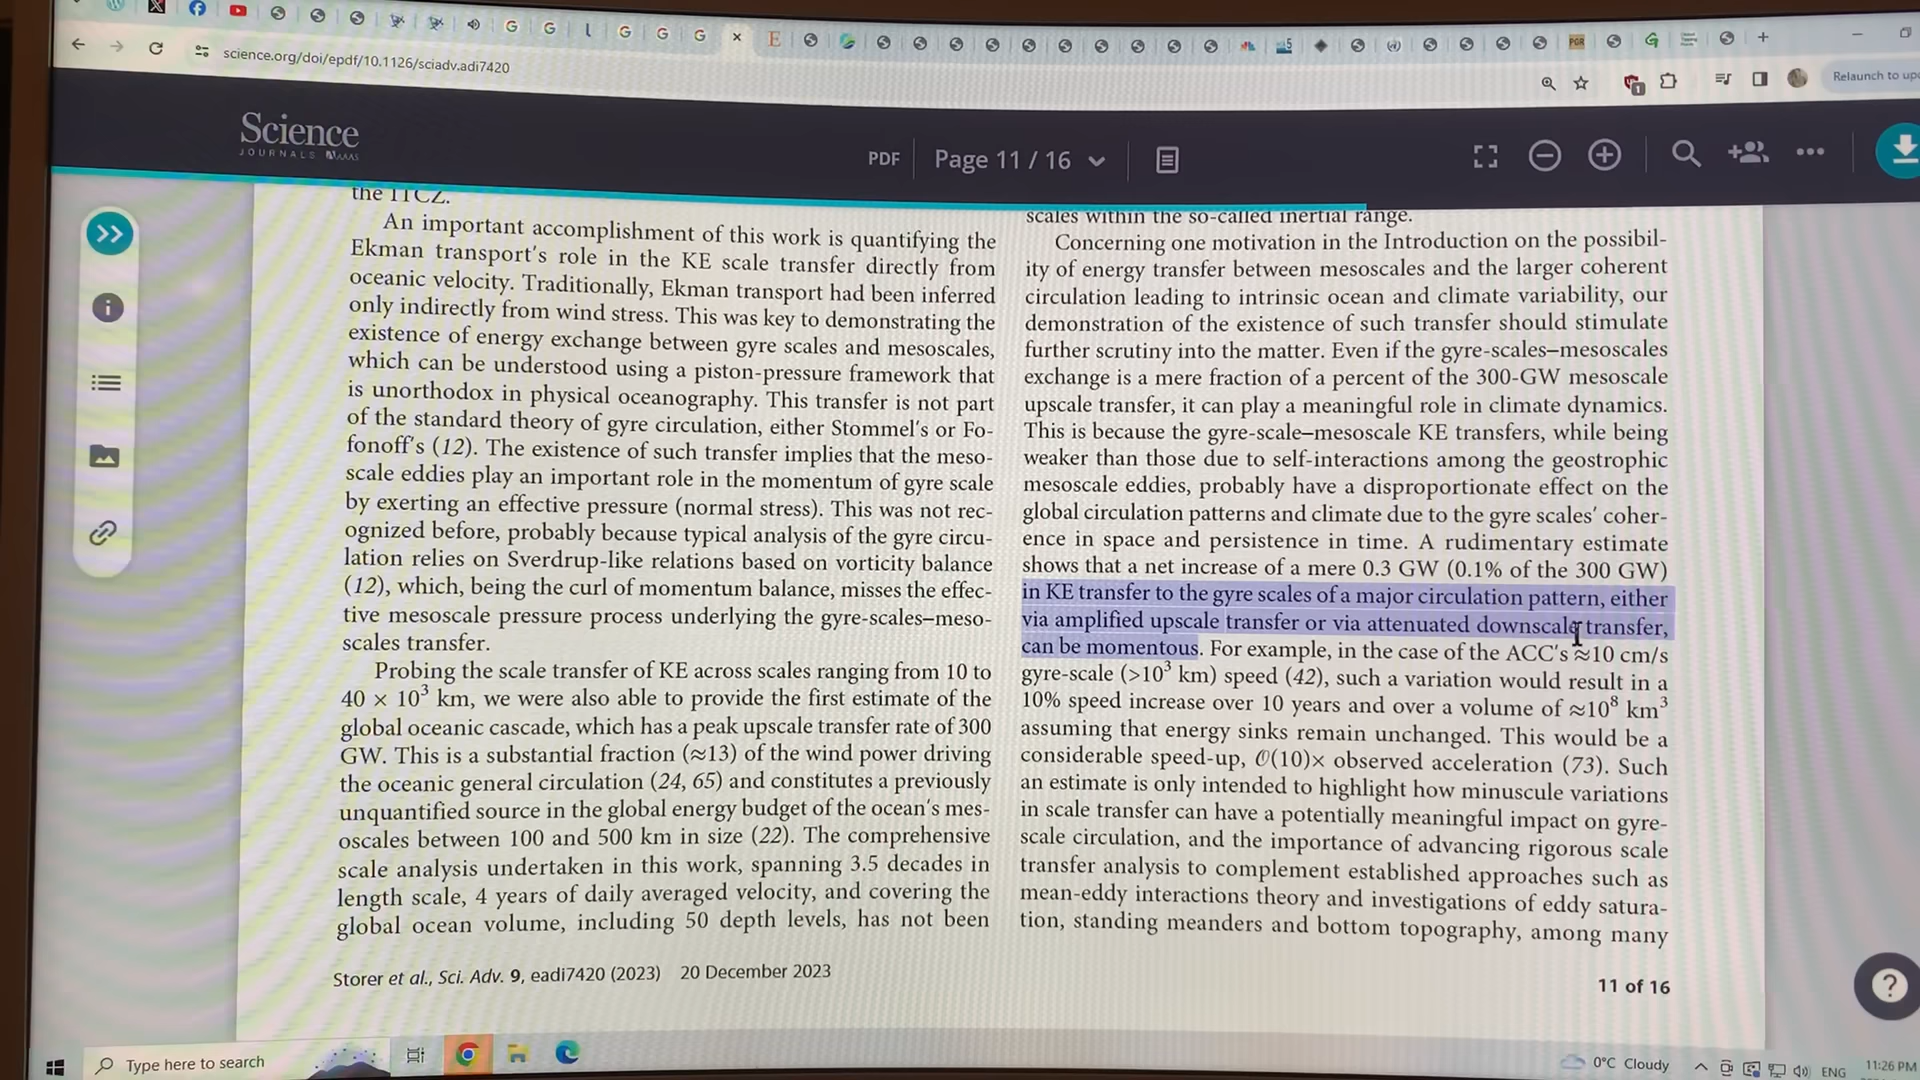 science.org/doi/epdf/10.1126/sciadv.adi7420
Relaunch to up
Science
JOURNALS AAAS
PDF
Page 11 / 16
the ITCZ.
An important accomplishment of this work is quantifying the
Ekman transport's role in the KE scale transfer directly from
oceanic velocity. Traditionally, Ekman transport had been inferred
only indirectly from wind stress. This was key to demonstrating the
existence of energy exchange between gyre scales and mesoscales,
which can be understood using a piston-pressure framework that
is unorthodox in physical oceanography. This transfer is not part
of the standard theory of gyre circulation, either Stommel's or Fo-
fonoff's (12). The existence of such transfer implies that the meso-
scale eddies play an important role in the momentum of gyre scale
by exerting an effective pressure (normal stress). This was not rec-
ognized before, probably because typical analysis of the gyre circu-
lation relies on Sverdrup-like relations based on vorticity balance
(12), which, being the curl of momentum balance, misses the effec-
tive mesoscale pressure process underlying the gyre-scales–meso-
scales transfer.
Probing the scale transfer of KE across scales ranging from 10 to
40 × 10³ km, we were also able to provide the first estimate of the
global oceanic cascade, which has a peak upscale transfer rate of 300
GW. This is a substantial fraction (≈13) of the wind power driving
the oceanic general circulation (24, 65) and constitutes a previously
unquantified source in the global energy budget of the ocean's mes-
oscales between 100 and 500 km in size (22). The comprehensive
scale analysis undertaken in this work, spanning 3.5 decades in
length scale, 4 years of daily averaged velocity, and covering the
global ocean volume, including 50 depth levels, has not been
scales within the so-called inertial range.
Concerning one motivation in the Introduction on the possibil-
ity of energy transfer between mesoscales and the larger coherent
circulation leading to intrinsic ocean and climate variability, our
demonstration of the existence of such transfer should stimulate
further scrutiny into the matter. Even if the gyre-scales–mesoscales
exchange is a mere fraction of a percent of the 300-GW mesoscale
upscale transfer, it can play a meaningful role in climate dynamics.
This is because the gyre-scale–mesoscale KE transfers, while being
weaker than those due to self-interactions among the geostrophic
mesoscale eddies, probably have a disproportionate effect on the
global circulation patterns and climate due to the gyre scales' coher-
ence in space and persistence in time. A rudimentary estimate
shows that a net increase of a mere 0.3 GW (0.1% of the 300 GW)
in KE transfer to the gyre scales of a major circulation pattern, either
via amplified upscale transfer or via attenuated downscale transfer,
can be momentous. For example, in the case of the ACC's ≈10 cm/s
gyre-scale (>10³ km) speed (42), such a variation would result in a
10% speed increase over 10 years and over a volume of ≈10⁸ km³
assuming that energy sinks remain unchanged. This would be a
considerable speed-up, 𝒪(10)× observed acceleration (73). Such
an estimate is only intended to highlight how minuscule variations
in scale transfer can have a potentially meaningful impact on gyre-
scale circulation, and the importance of advancing rigorous scale
transfer analysis to complement established approaches such as
mean-eddy interactions theory and investigations of eddy satura-
tion, standing meanders and bottom topography, among many
Storer et al., Sci. Adv. 9, eadi7420 (2023) 20 December 2023
11 of 16
Type here to search
0°C Cloudy
ENG
11:26 PM